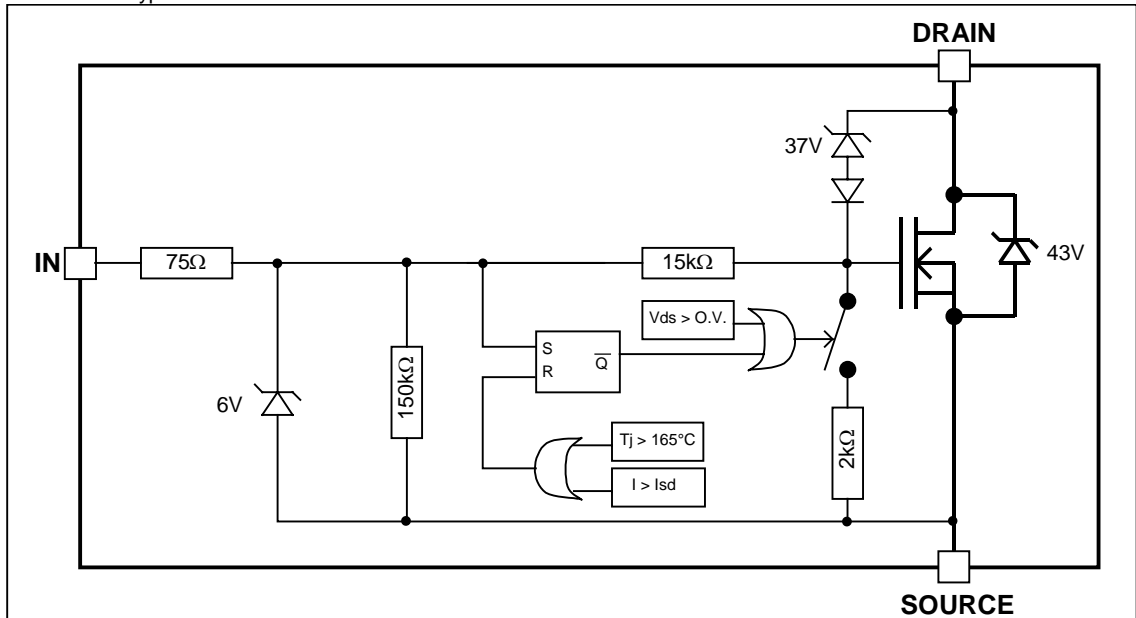 DRAIN
37V
43V
IN
75Ω
15kΩ
Vds > O.V.
S
R
Q̅
6V
150kΩ
Tj > 165°C
I > Isd
2kΩ
SOURCE